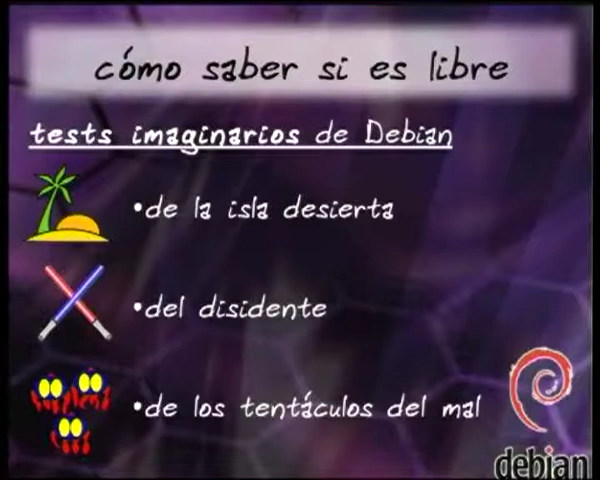 cómo saber si es libre
tests imaginarios de Debian
•de la isla desierta
•del disidente
•de los tentáculos del mal
debian